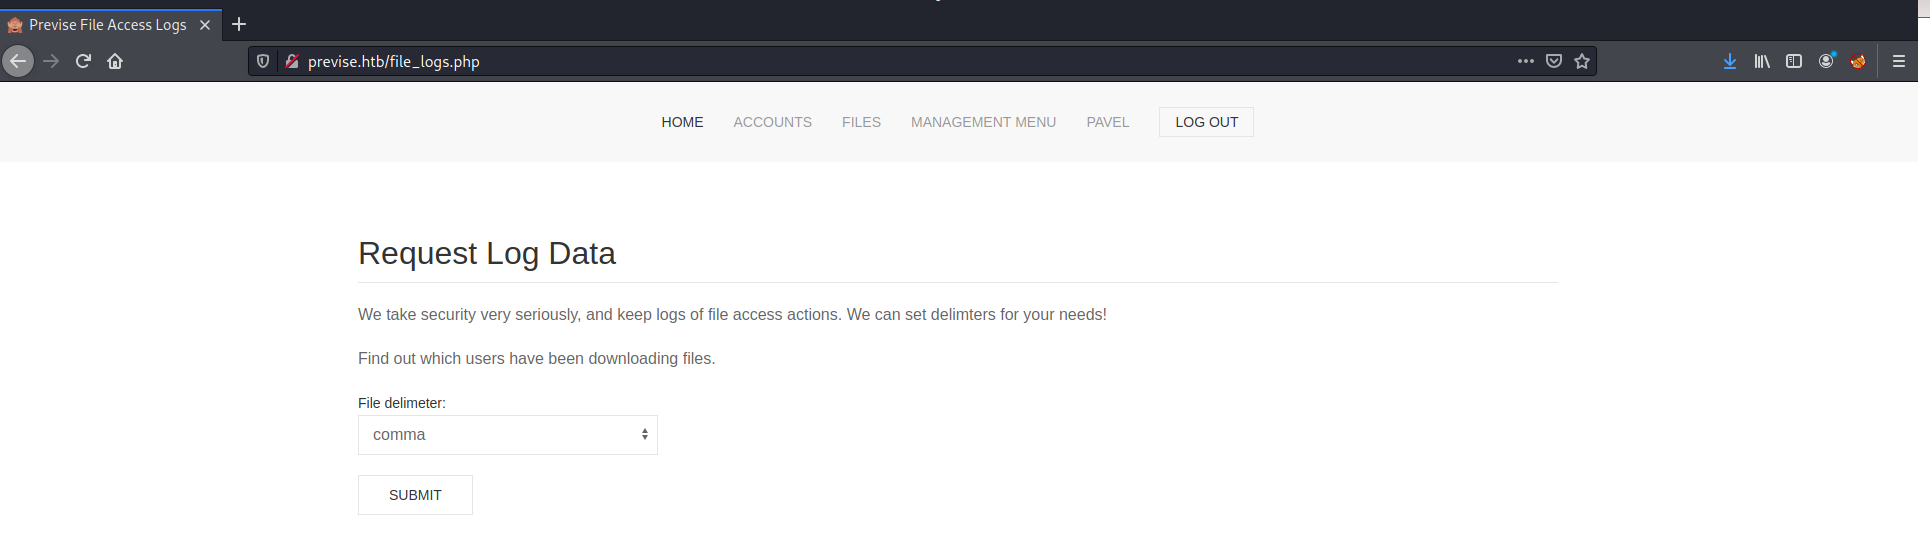 Previse File Access Logs
previse.htb/file_logs.php
HOME ACCOUNTS FILES MANAGEMENT MENU PAVEL LOG OUT
Request Log Data
We take security very seriously, and keep logs of file access actions. We can set delimters for your needs!
Find out which users have been downloading files.
File delimeter:
comma
SUBMIT